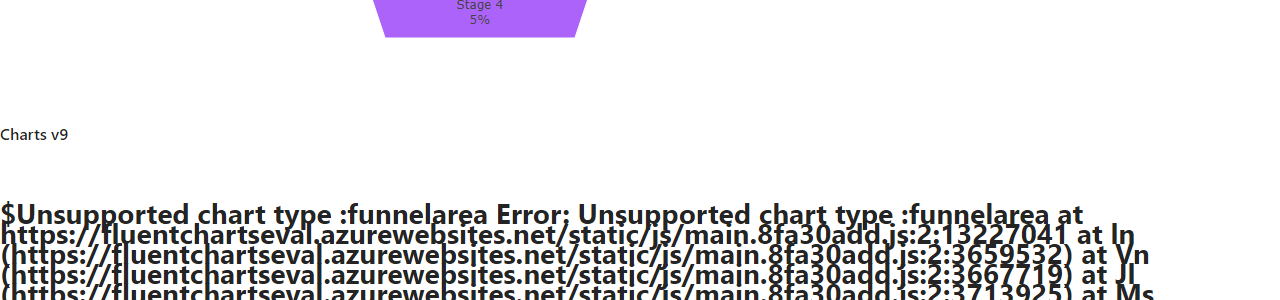 Stage 4
5%
Charts v9
$Unsupported chart type :funnelarea Error: Unsupported chart type :funnelarea at
https://fluentchartseval.azurewebsites.net/static/js/main.8fa30add.js:2:13227041 at ln
(https://fluentchartseval.azurewebsites.net/static/js/main.8fa30add.js:2:3659532) at Vn
(https://fluentchartseval.azurewebsites.net/static/js/main.8fa30add.js:2:3667719) at Jl
(https://fluentchartseval.azurewebsites.net/static/js/main.8fa30add.js:2:3713925) at Ms